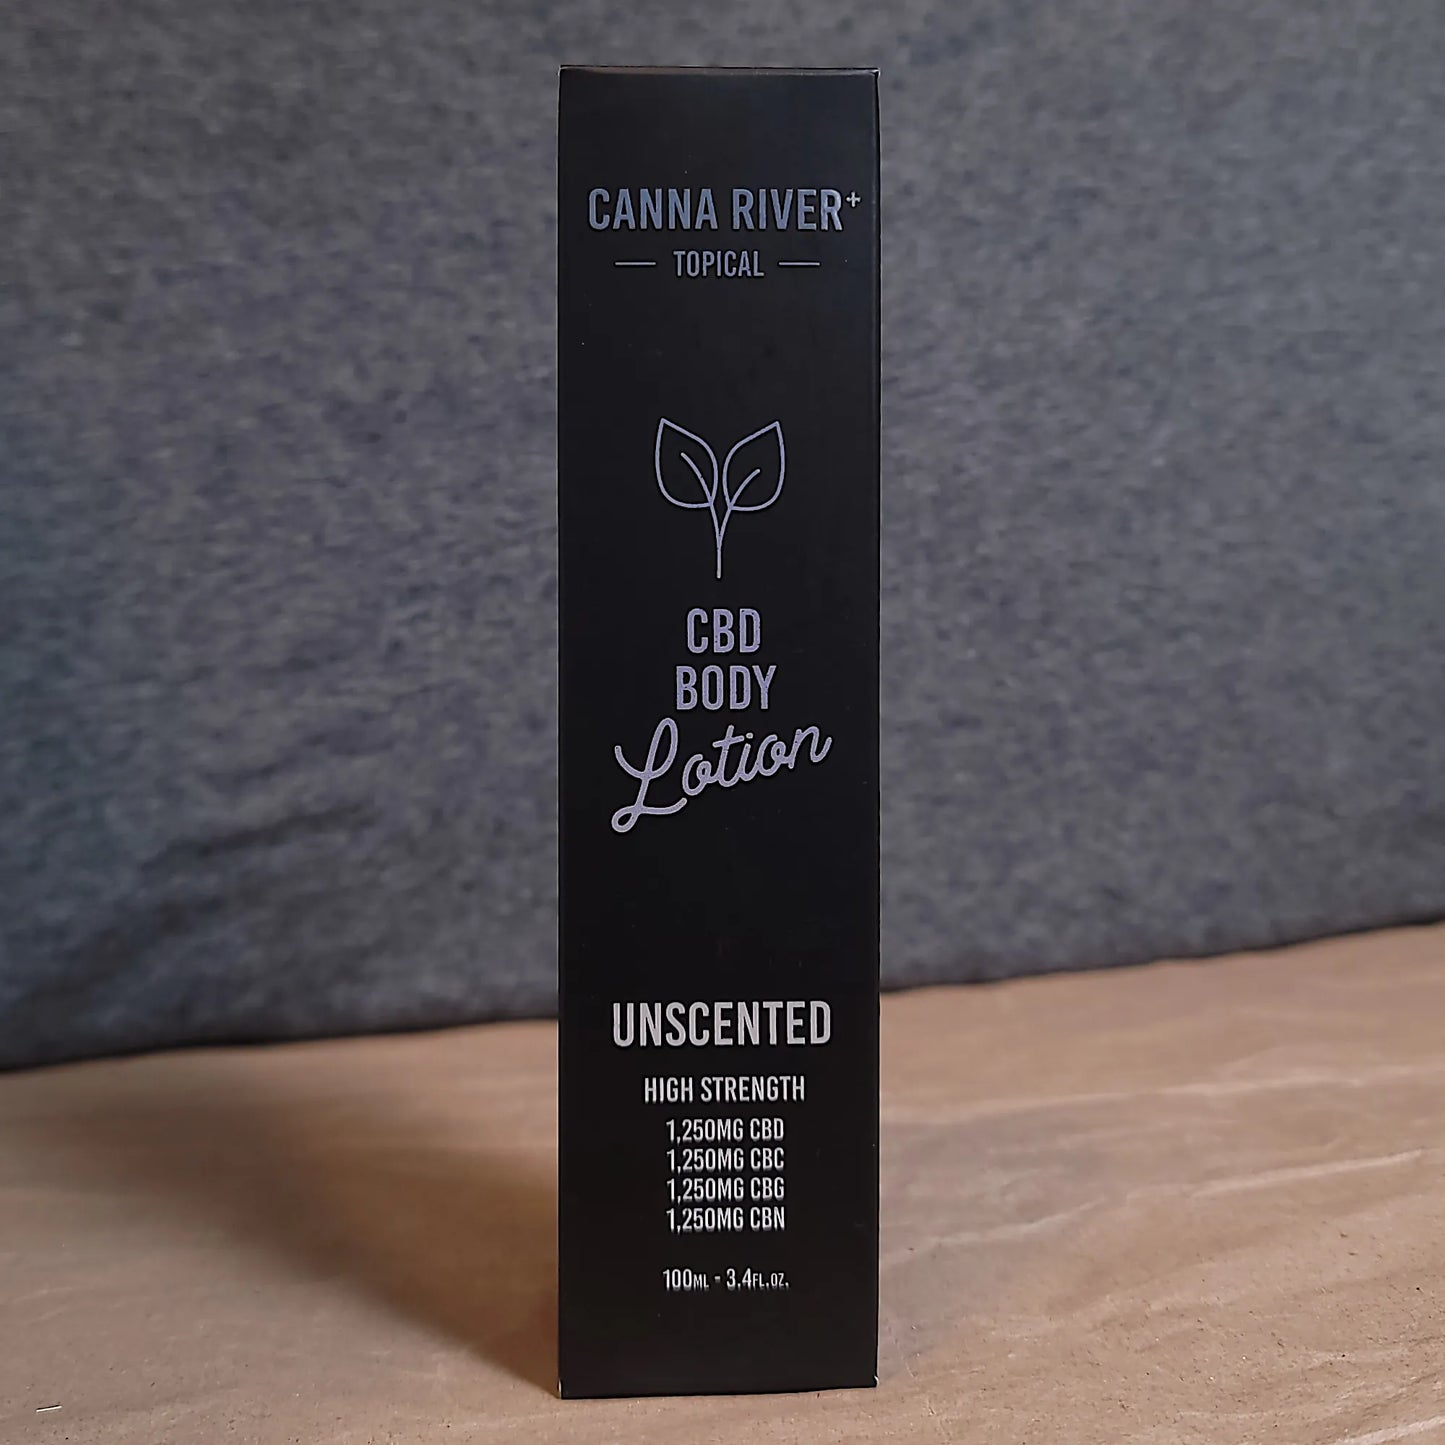 CANNA RIVER+
TOPICAL
CBD
BODY
Lotion
UNSCENTED
HIGH STRENGTH
1,250MG CBD
1,250MG CBC
1,250MG CBG
1,250MG CBN
100ML - 3.4FL.OZ.